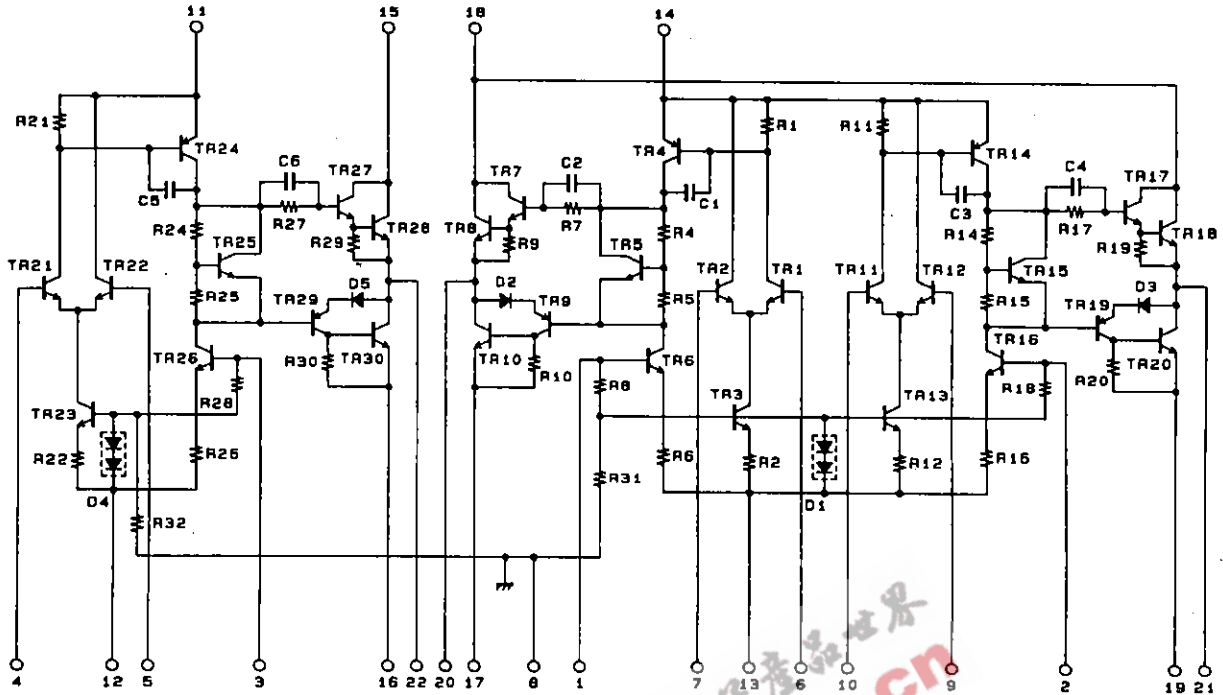 11 15 18 14
R21 TR24 C6 TR27 TR7 C2 TR4 R1 R11 TR14 C4 TR17
C5 R27 TR28 TR8 R9 R7 C1 C3 R17 TR18
R24 TR25 R29 R4 R14 R19
TR21 TR22 TR5 TR2 TR1 TR11 TR12 TR15
R25 TR29 D5 D2 TR9 R5 R15 TR19 D3
TR26 R30 TR30 TR10 R10 TR6 TR16 R20 TR20
R28 R8 R18
TR23 TR3 TR13
R22 R26 R6 R2 R12 R16
D4 R32 R31 D1
4 12 5 3 16 22 20 17 8 1 7 13 6 10 9 2 19 21
.cn